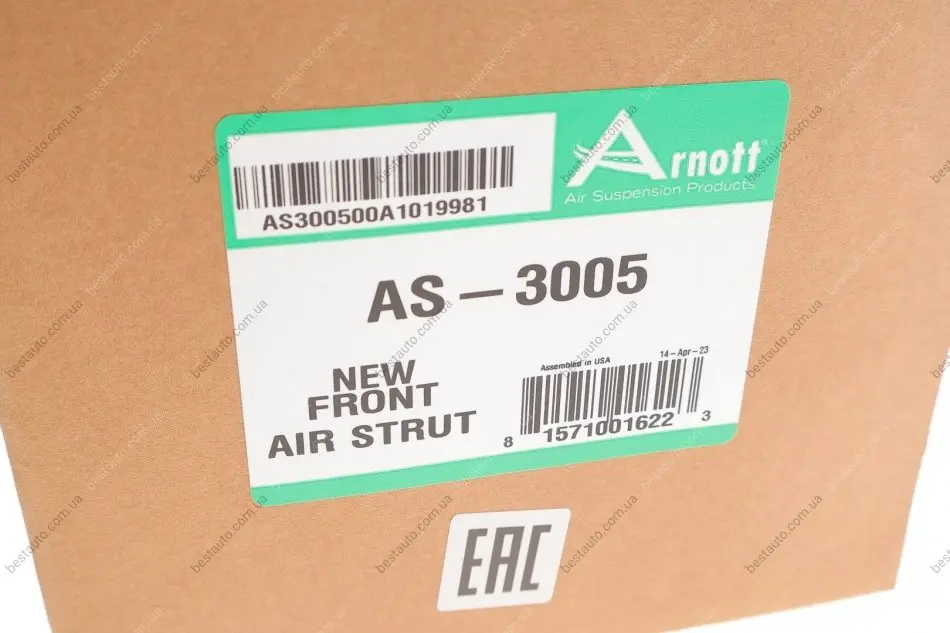 Arnott®
Air Suspension Products
AS300500A1019981
AS-3005
NEW
FRONT
AIR STRUT
Assembled in USA
14-Apr-23
8 1571001622 3
EAC
bestauto.com.ua